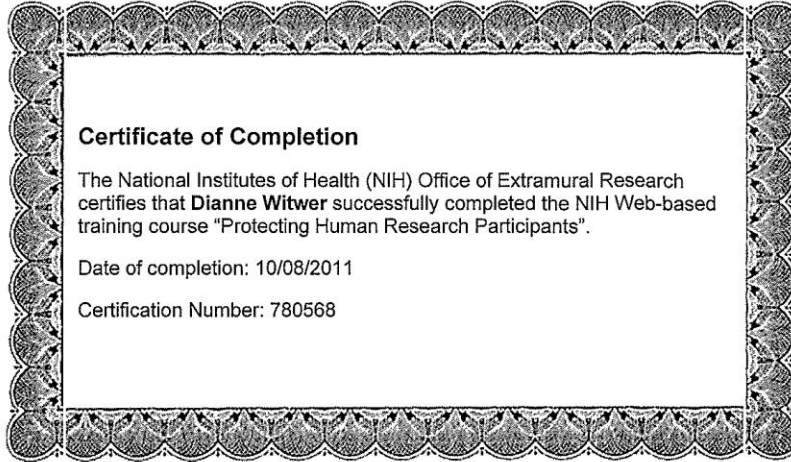 Certificate of Completion
The National Institutes of Health (NIH) Office of Extramural Research
certifies that Dianne Witwer successfully completed the NIH Web-based
training course “Protecting Human Research Participants”.
Date of completion: 10/08/2011
Certification Number: 780568